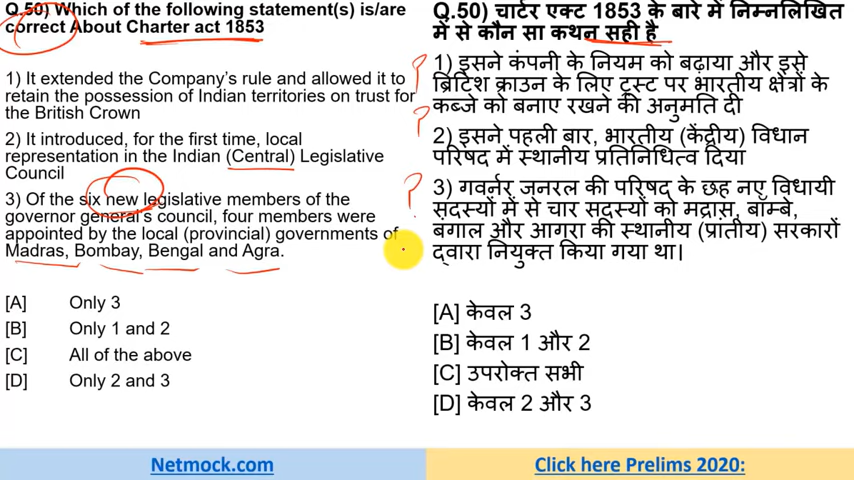 Q.50) Which of the following statement(s) is/are
correct About Charter act 1853
1) It extended the Company's rule and allowed it to
retain the possession of Indian territories on trust for
the British Crown
2) It introduced, for the first time, local
representation in the Indian (Central) Legislative
Council
3) Of the six new legislative members of the
governor general's council, four members were
appointed by the local (provincial) governments of
Madras, Bombay, Bengal and Agra.
[A] Only 3
[B] Only 1 and 2
[C] All of the above
[D] Only 2 and 3
Q.50) चार्टर एक्ट 1853 के बारे में निम्नलिखित
में से कौन सा कथन सही है
1) इसने कंपनी के नियम को बढ़ाया और इसे
ब्रिटिश क्राउन के लिए ट्रस्ट पर भारतीय क्षेत्रों के
कब्जे को बनाए रखने की अनुमति दी
2) इसने पहली बार, भारतीय (केंद्रीय) विधान
परिषद में स्थानीय प्रतिनिधित्व दिया
3) गवर्नर जनरल की परिषद के छह नए विधायी
सदस्यों में से चार सदस्यों को मद्रास, बॉम्बे,
बंगाल और आगरा की स्थानीय (प्रांतीय) सरकारों
द्वारा नियुक्त किया गया था।
[A] केवल 3
[B] केवल 1 और 2
[C] उपरोक्त सभी
[D] केवल 2 और 3
Netmock.com
Click here Prelims 2020: